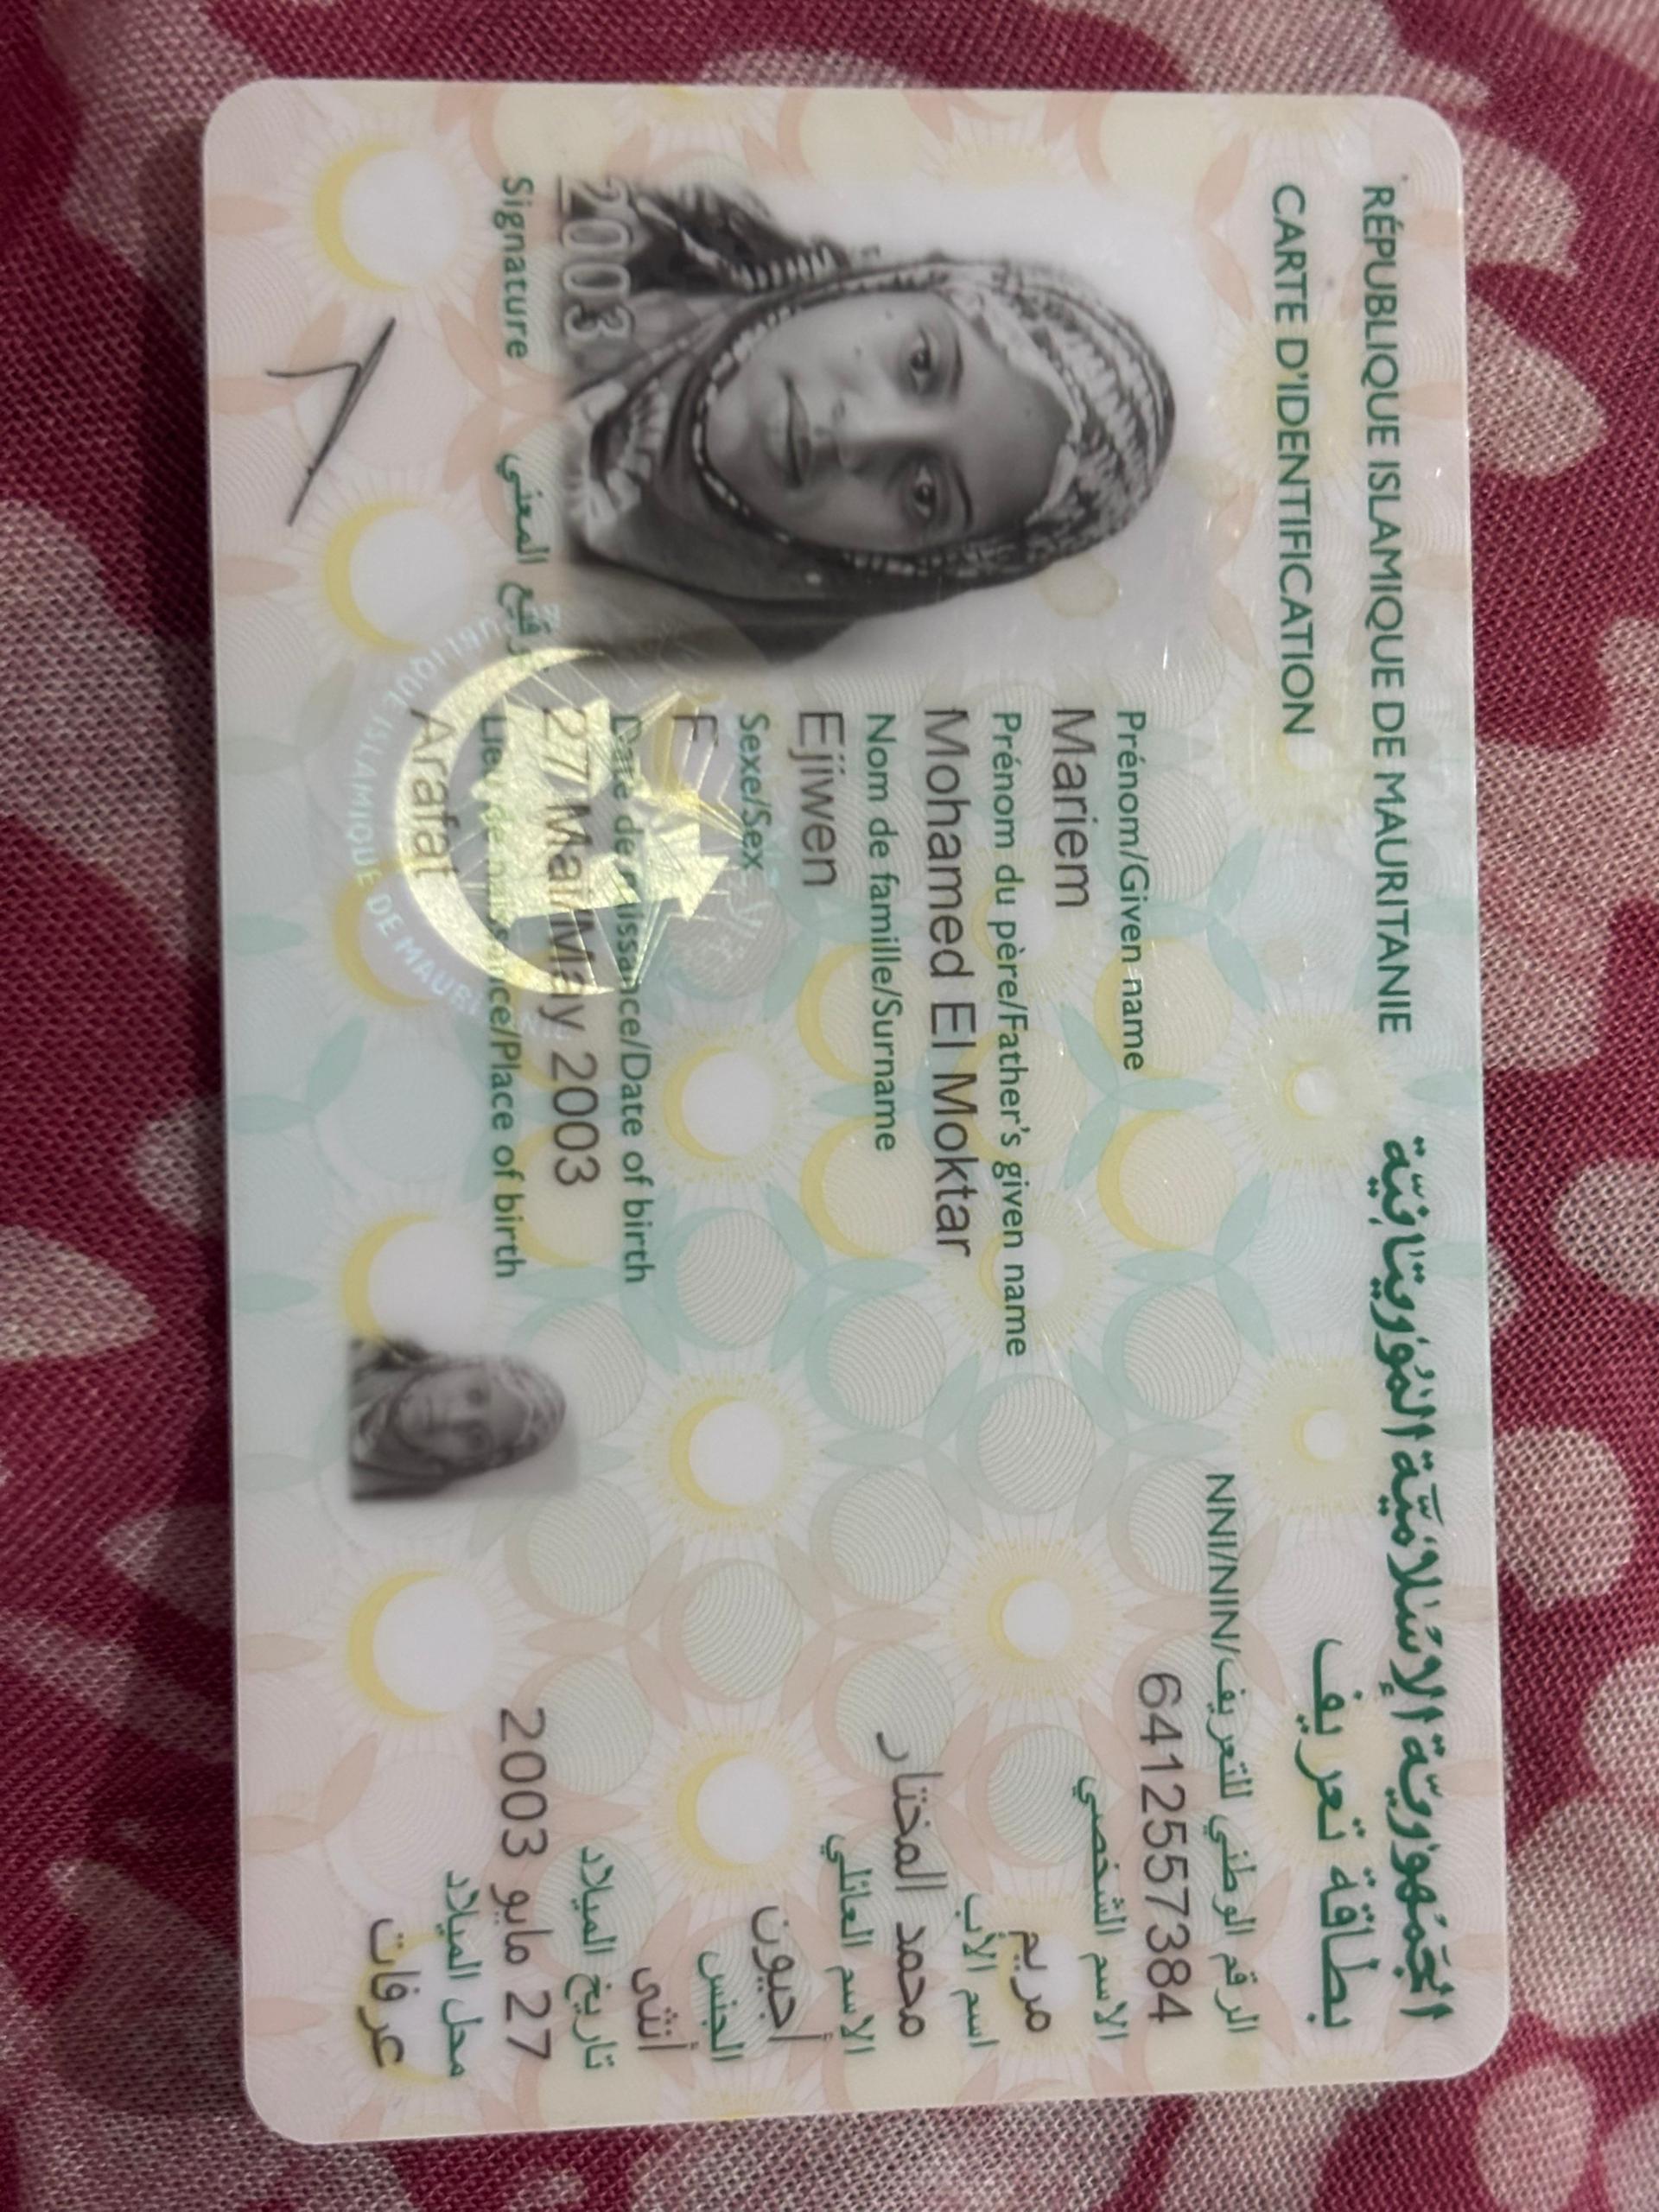 RÉPUBLIQUE ISLAMIQUE DE MAURITANIE الجمهورية الإسلامية الموريتانية
CARTE D'IDENTIFICATION بطاقة تعريف
NNI/NIN/الرقم الوطني للتعريف
6412557384
Prénom/Given name الاسم الشخصي
Mariem مريم
Prénom du père/Father's given name اسم الأب
Mohamed El Moktar محمد المختار
Nom de famille/Surname الاسم العائلي
Ejiwen أجيون
Sexe/Sex الجنس
F أنثى
Date de naissance/Date of birth تاريخ الميلاد
27 Mai/May 2003 27 مايو 2003
Lieu de naissance/Place of birth محل الميلاد
Arafat عرفات
2003
Signature توقيع المعني
RÉPUBLIQUE ISLAMIQUE DE MAURI